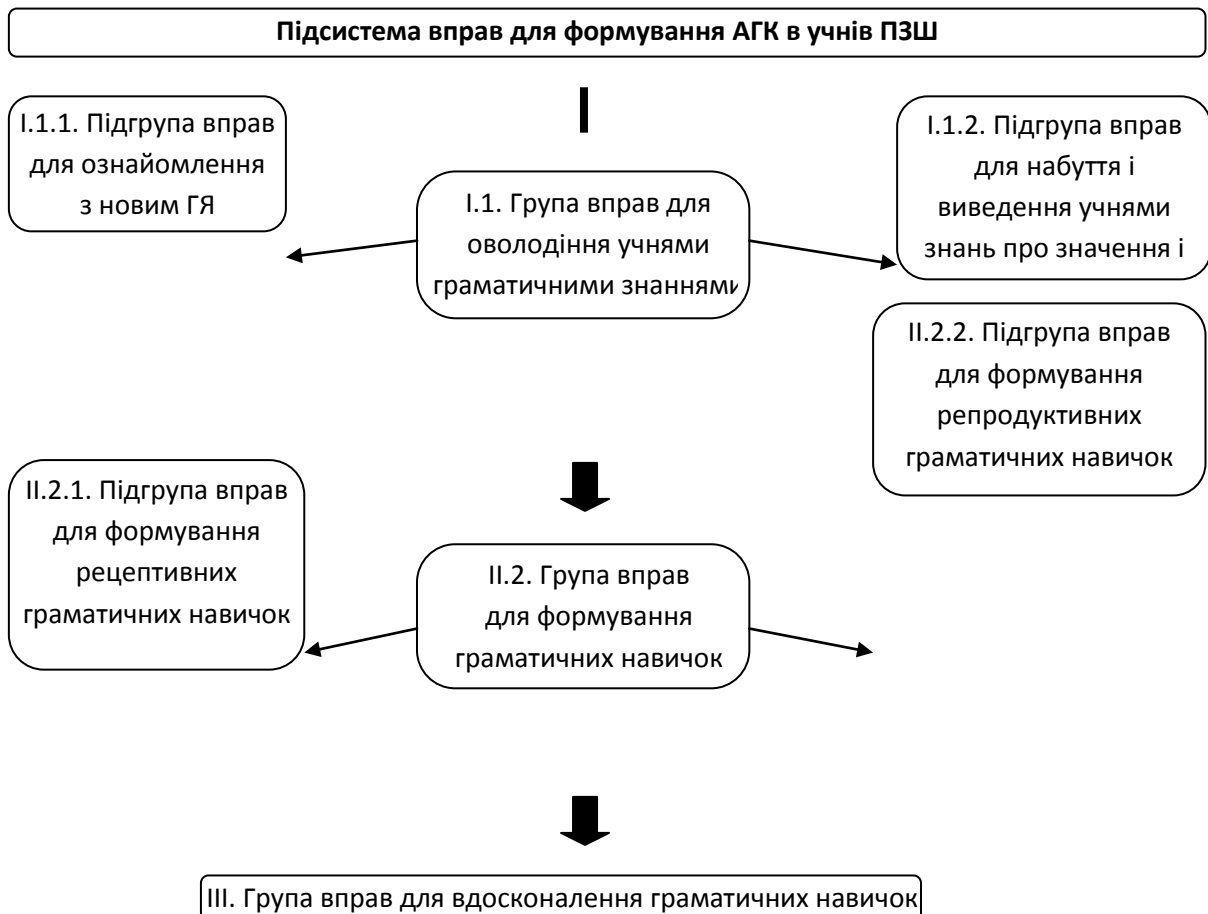 Підсистема вправ для формування АГК в учнів ПЗШ
І.1.1. Підгрупа вправ
для ознайомлення
з новим ГЯ
І.1. Група вправ для
оволодіння учнями
граматичними знаннями
І.1.2. Підгрупа вправ
для набуття і
виведення учнями
знань про значення і
ІІ.2.2. Підгрупа вправ
для формування
репродуктивних
граматичних навичок
ІІ.2.1. Підгрупа вправ
для формування
рецептивних
граматичних навичок
ІІ.2. Група вправ
для формування
граматичних навичок
ІІІ. Група вправ для вдосконалення граматичних навичок